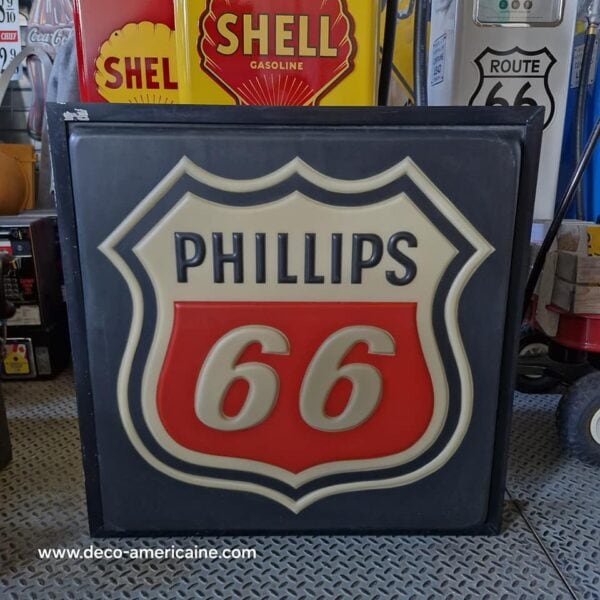 Coca-Cola
SHELL
SHELL
GASOLINE
ROUTE
66
PHILLIPS
66
www.deco-americaine.com